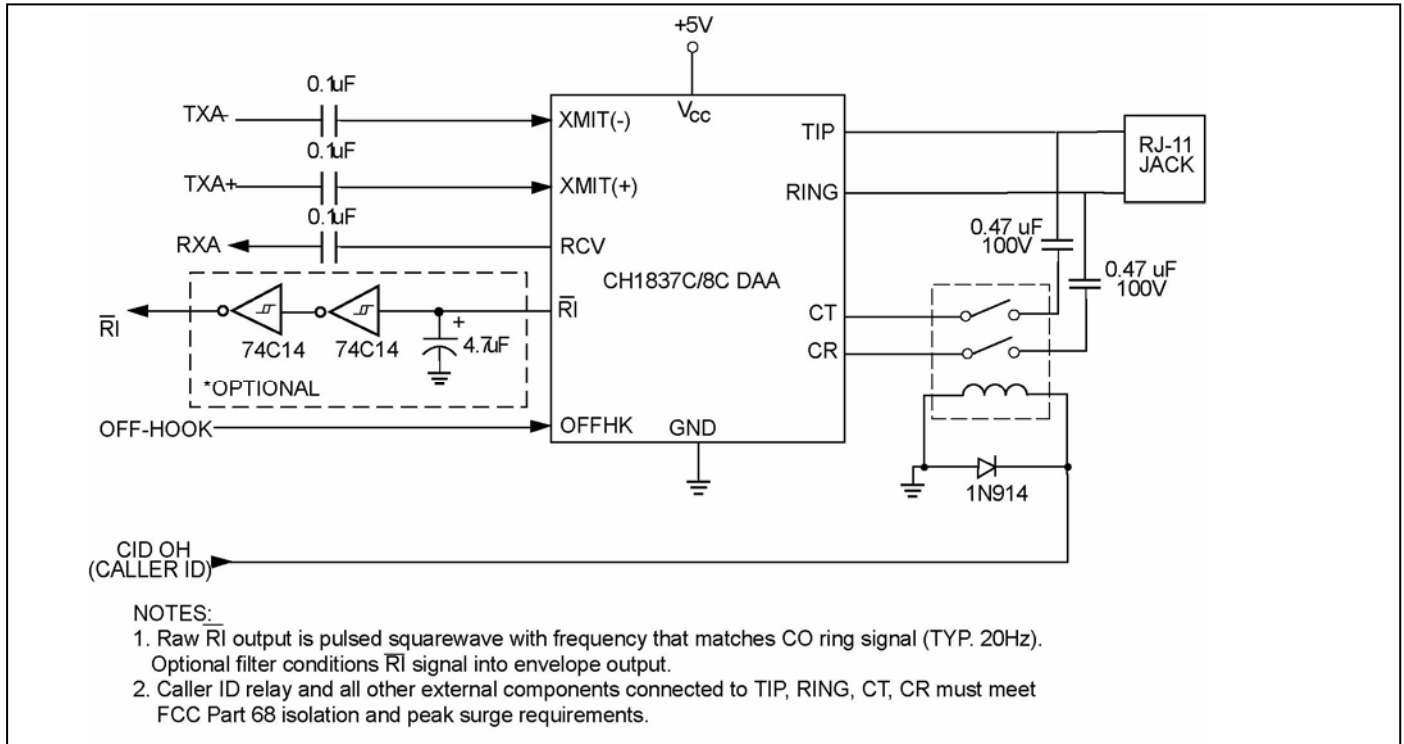 +5V
0.1uF
TXA-
XMIT(-)
VCC
TIP
RJ-11
JACK
0.1uF
TXA+
XMIT(+)
RING
0.1uF
RXA
RCV
0.47 uF
100V
CH1837C/8C DAA
0.47 uF
100V
RI
RI
+
CT
74C14
74C14
4.7uF
CR
*OPTIONAL
OFF-HOOK
OFFHK
GND
1N914
CID OH
(CALLER ID)
NOTES:
1. Raw RI output is pulsed squarewave with frequency that matches CO ring signal (TYP. 20Hz).
Optional filter conditions RI signal into envelope output.
2. Caller ID relay and all other external components connected to TIP, RING, CT, CR must meet
FCC Part 68 isolation and peak surge requirements.